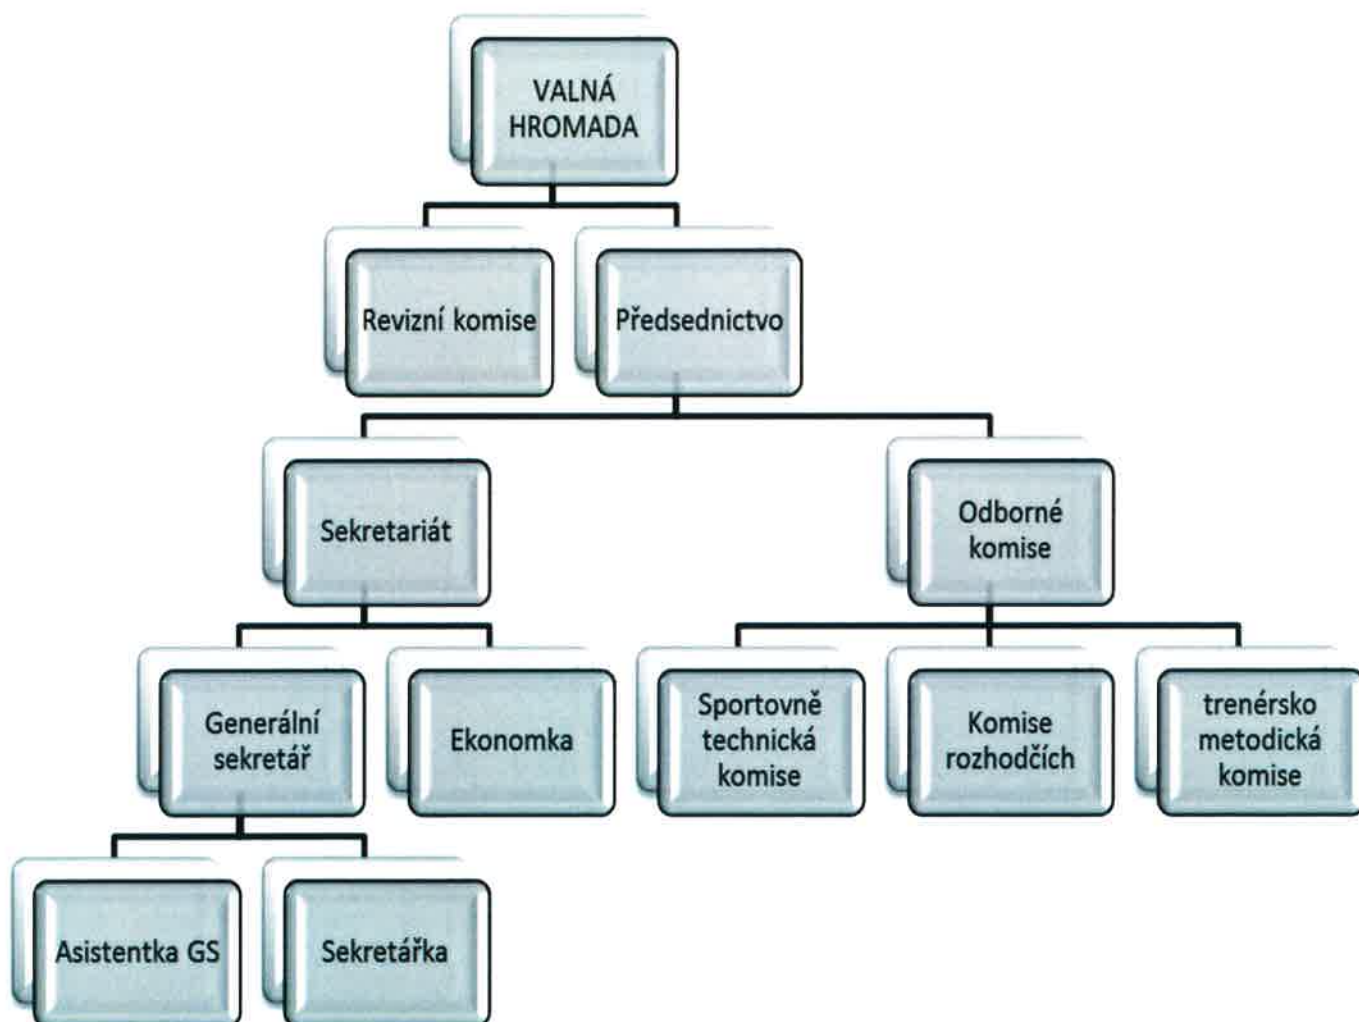 VALNÁ
HROMADA
Revizní komise
Předsednictvo
Sekretariát
Odborné
komise
Generální
sekretář
Ekonomka
Sportovně
technická
komise
Komise
rozhodčích
trenérsko
metodická
komise
Asistentka GS
Sekretářka